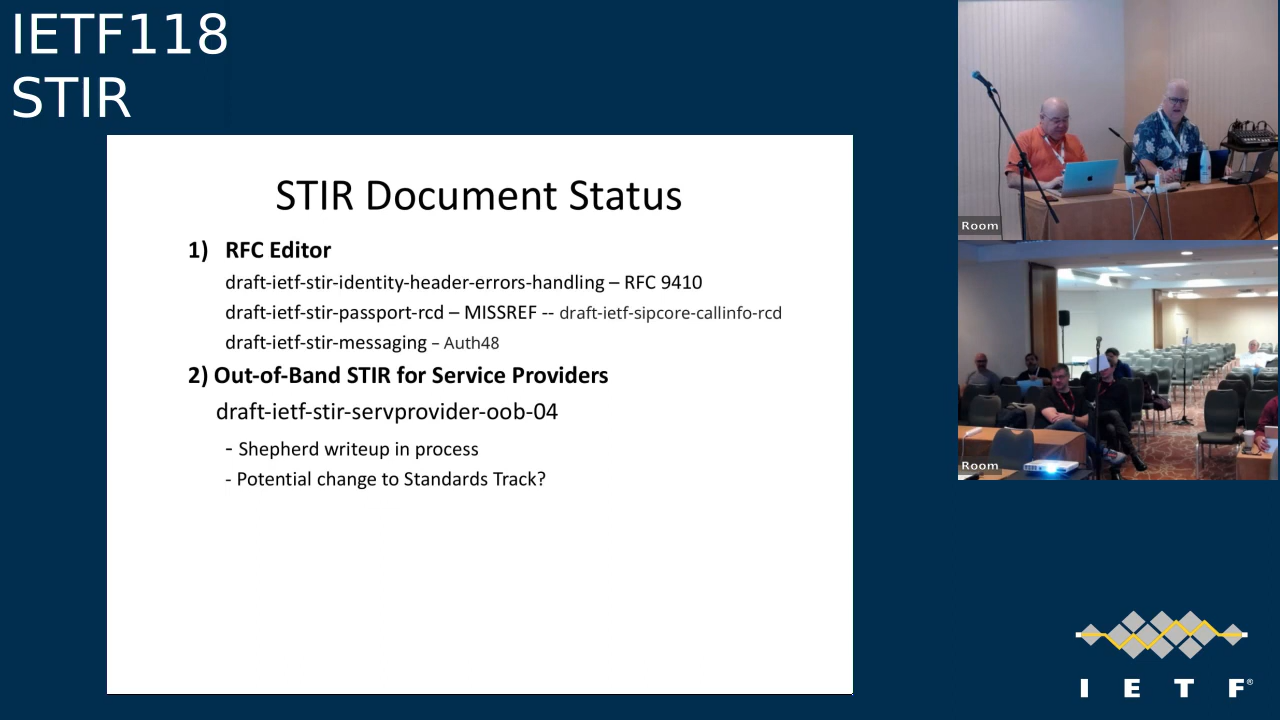 IETF118
STIR
STIR Document Status
1) RFC Editor
draft-ietf-stir-identity-header-errors-handling – RFC 9410
draft-ietf-stir-passport-rcd – MISSREF -- draft-ietf-sipcore-callinfo-rcd
draft-ietf-stir-messaging – Auth48
2) Out-of-Band STIR for Service Providers
draft-ietf-stir-servprovider-oob-04
- Shepherd writeup in process
- Potential change to Standards Track?
Room
Room
I E T F®